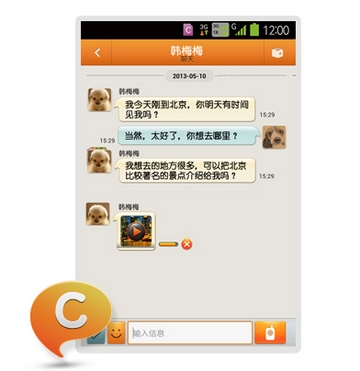 C 3G 3G G 12:00
韩梅梅
聊天
2013-05-10
韩梅梅
我今天刚到北京，你明天有时间
见我吗？
15:29
当然，太好了，你想去哪里？
15:29
韩梅梅
我想去的地方很多，可以把北京
比较著名的景点介绍给我吗？
15:29
韩梅梅
输入信息
C